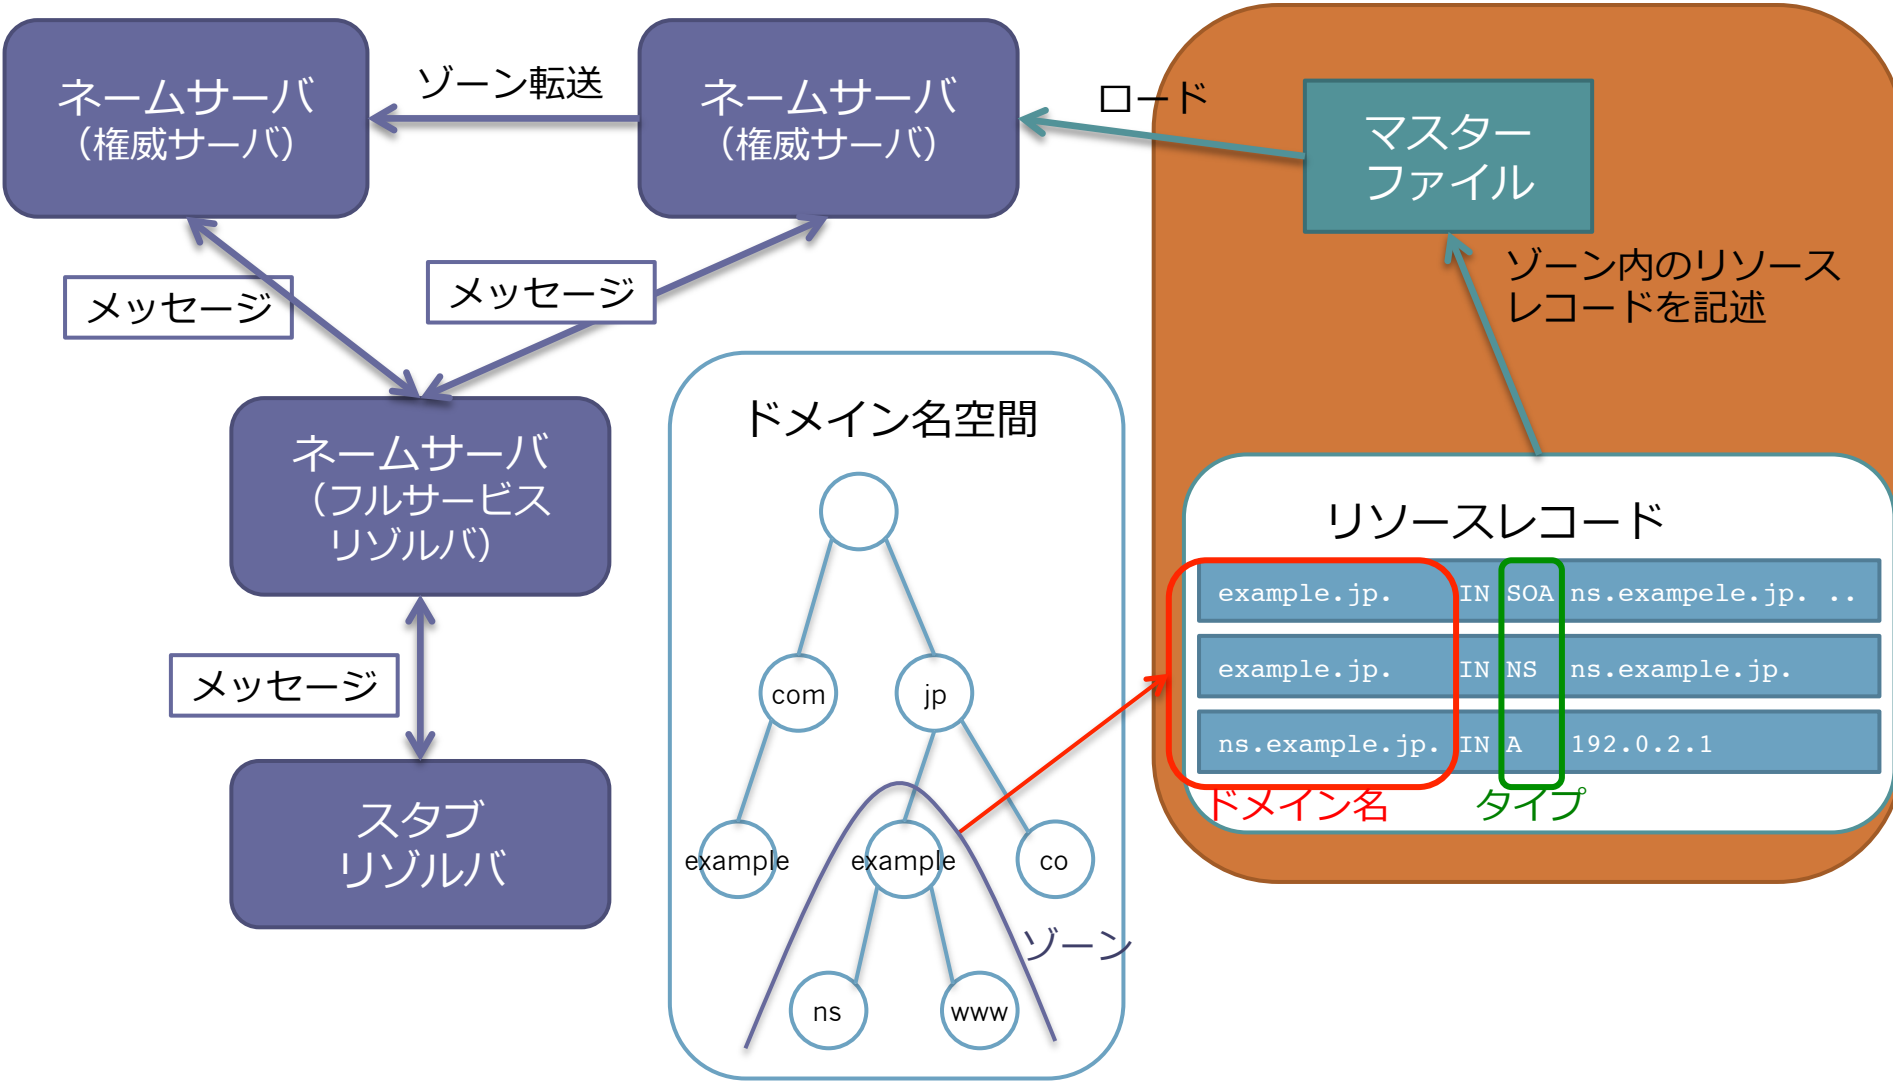 ネームサーバ
（権威サーバ）
ゾーン転送
ネームサーバ
（権威サーバ）
ロード
マスター
ファイル
ゾーン内のリソース
レコードを記述
メッセージ
メッセージ
ネームサーバ
（フルサービス
リゾルバ）
メッセージ
スタブ
リゾルバ
ドメイン名空間
com
jp
example
example
co
ゾーン
ns
www
リソースレコード
example.jp. IN SOA ns.exampele.jp. ..
example.jp. IN NS ns.example.jp.
ns.example.jp. IN A 192.0.2.1
ドメイン名
タイプ